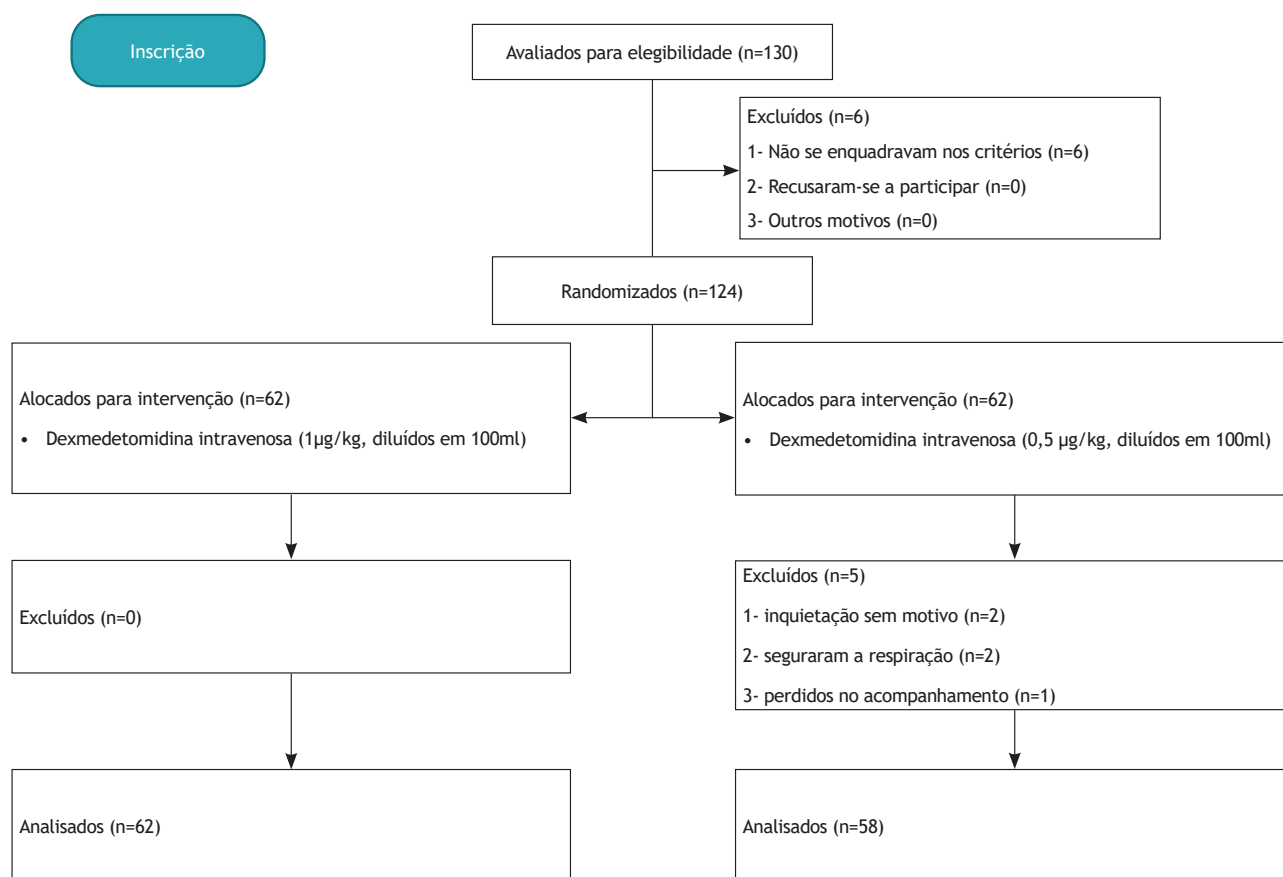 Inscrição
Avaliados para elegibilidade (n=130)
Excluídos (n=6)
1- Não se enquadravam nos critérios (n=6)
2- Recusaram-se a participar (n=0)
3- Outros motivos (n=0)
Randomizados (n=124)
Alocados para intervenção (n=62)
• Dexmedetomidina intravenosa (1µg/kg, diluídos em 100ml)
Alocados para intervenção (n=62)
• Dexmedetomidina intravenosa (0,5 µg/kg, diluídos em 100ml)
Excluídos (n=0)
Excluídos (n=5)
1- inquietação sem motivo (n=2)
2- seguraram a respiração (n=2)
3- perdidos no acompanhamento (n=1)
Analisados (n=62)
Analisados (n=58)